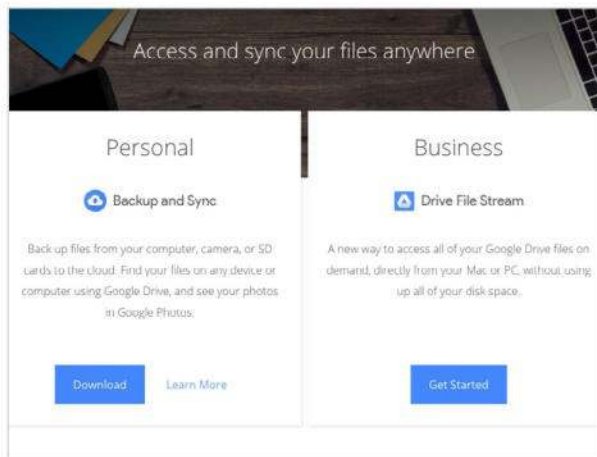 Access and sync your files anywhere
Personal
Backup and Sync
Back up files from your computer, camera, or SD
cards to the cloud. Find your files on any device or
computer using Google Drive, and see your photos
in Google Photos.
Download
Learn More
Business
Drive File Stream
A new way to access all of your Google Drive files on
demand, directly from your Mac or PC, without using
up all of your disk space.
Get Started